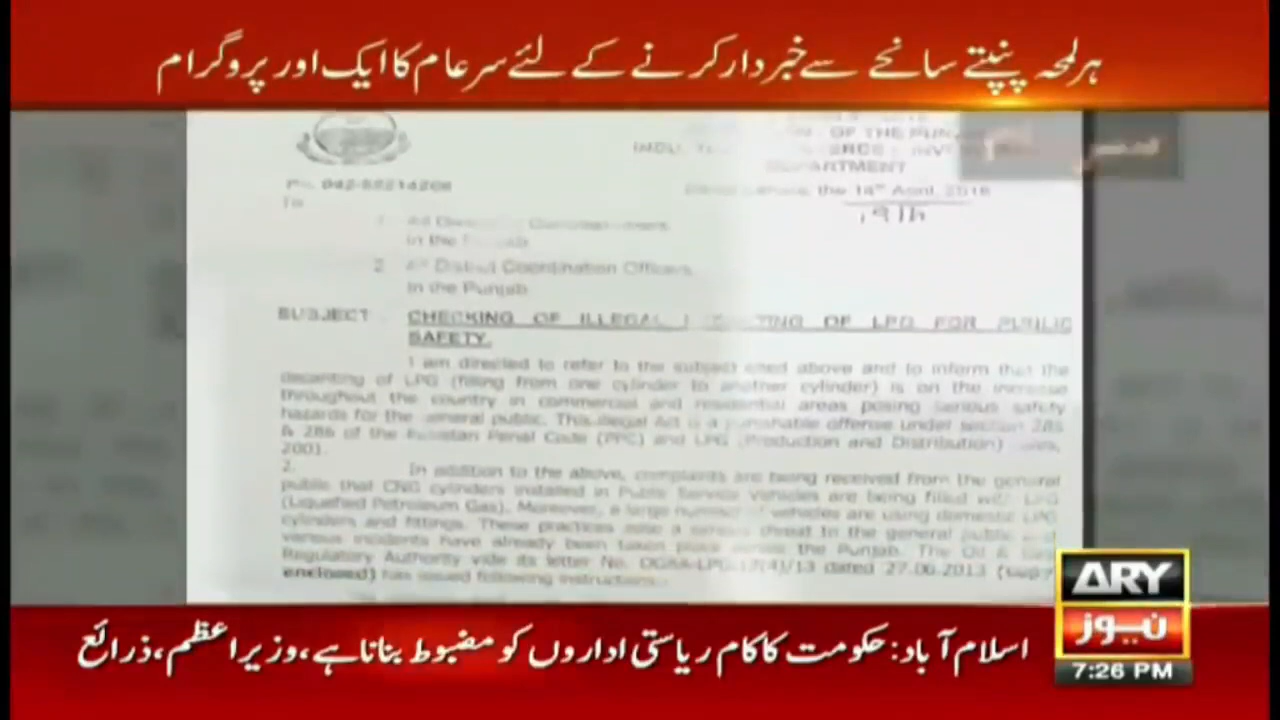 ہر لمحہ پنپتے سانحے سے خبردار کرنے کے لئے سرعام کا ایک اور پروگرام
OF THE PUN
DEPARTMENT
042-
the 14th April,
in the Punjab
2. District Coordination Officers
in the Punjab
SUBJECT CHECKING OF ILLEGAL OF LPG FOR PUBLIC
SAFETY.
I am directed to refer to the subject cited above and to inform that the
decanting of LPG (filling from one cylinder to another cylinder) is on the increase
throughout the country in commercial and residential areas posing serious safety
hazards for the general public. This illegal Act is a punishable offense under section 285
& 286 of the Pakistan Penal Code (PPC) and LPG (Production and Distribution) Rules,
2001.
2. In addition to the above, complaints are being received from the general
public that CNG cylinders installed in Public Service Vehicles are being filled with LPG
(Liquefied Petroleum Gas). Moreover, a large number of vehicles are using domestic LPG
cylinders and fittings. These practices a serious threat to the general public and
various incidents have already been taken place across the Punjab. The Oil & Gas
Regulatory Authority vide its letter No. dated 27.06.2013 (copy
enclosed) has issued following instructions:
ARY
نیوز
7:26 PM
اسلام آباد: حکومت کا کام ریاستی اداروں کو مضبوط بنانا ہے، وزیراعظم، ذرائع